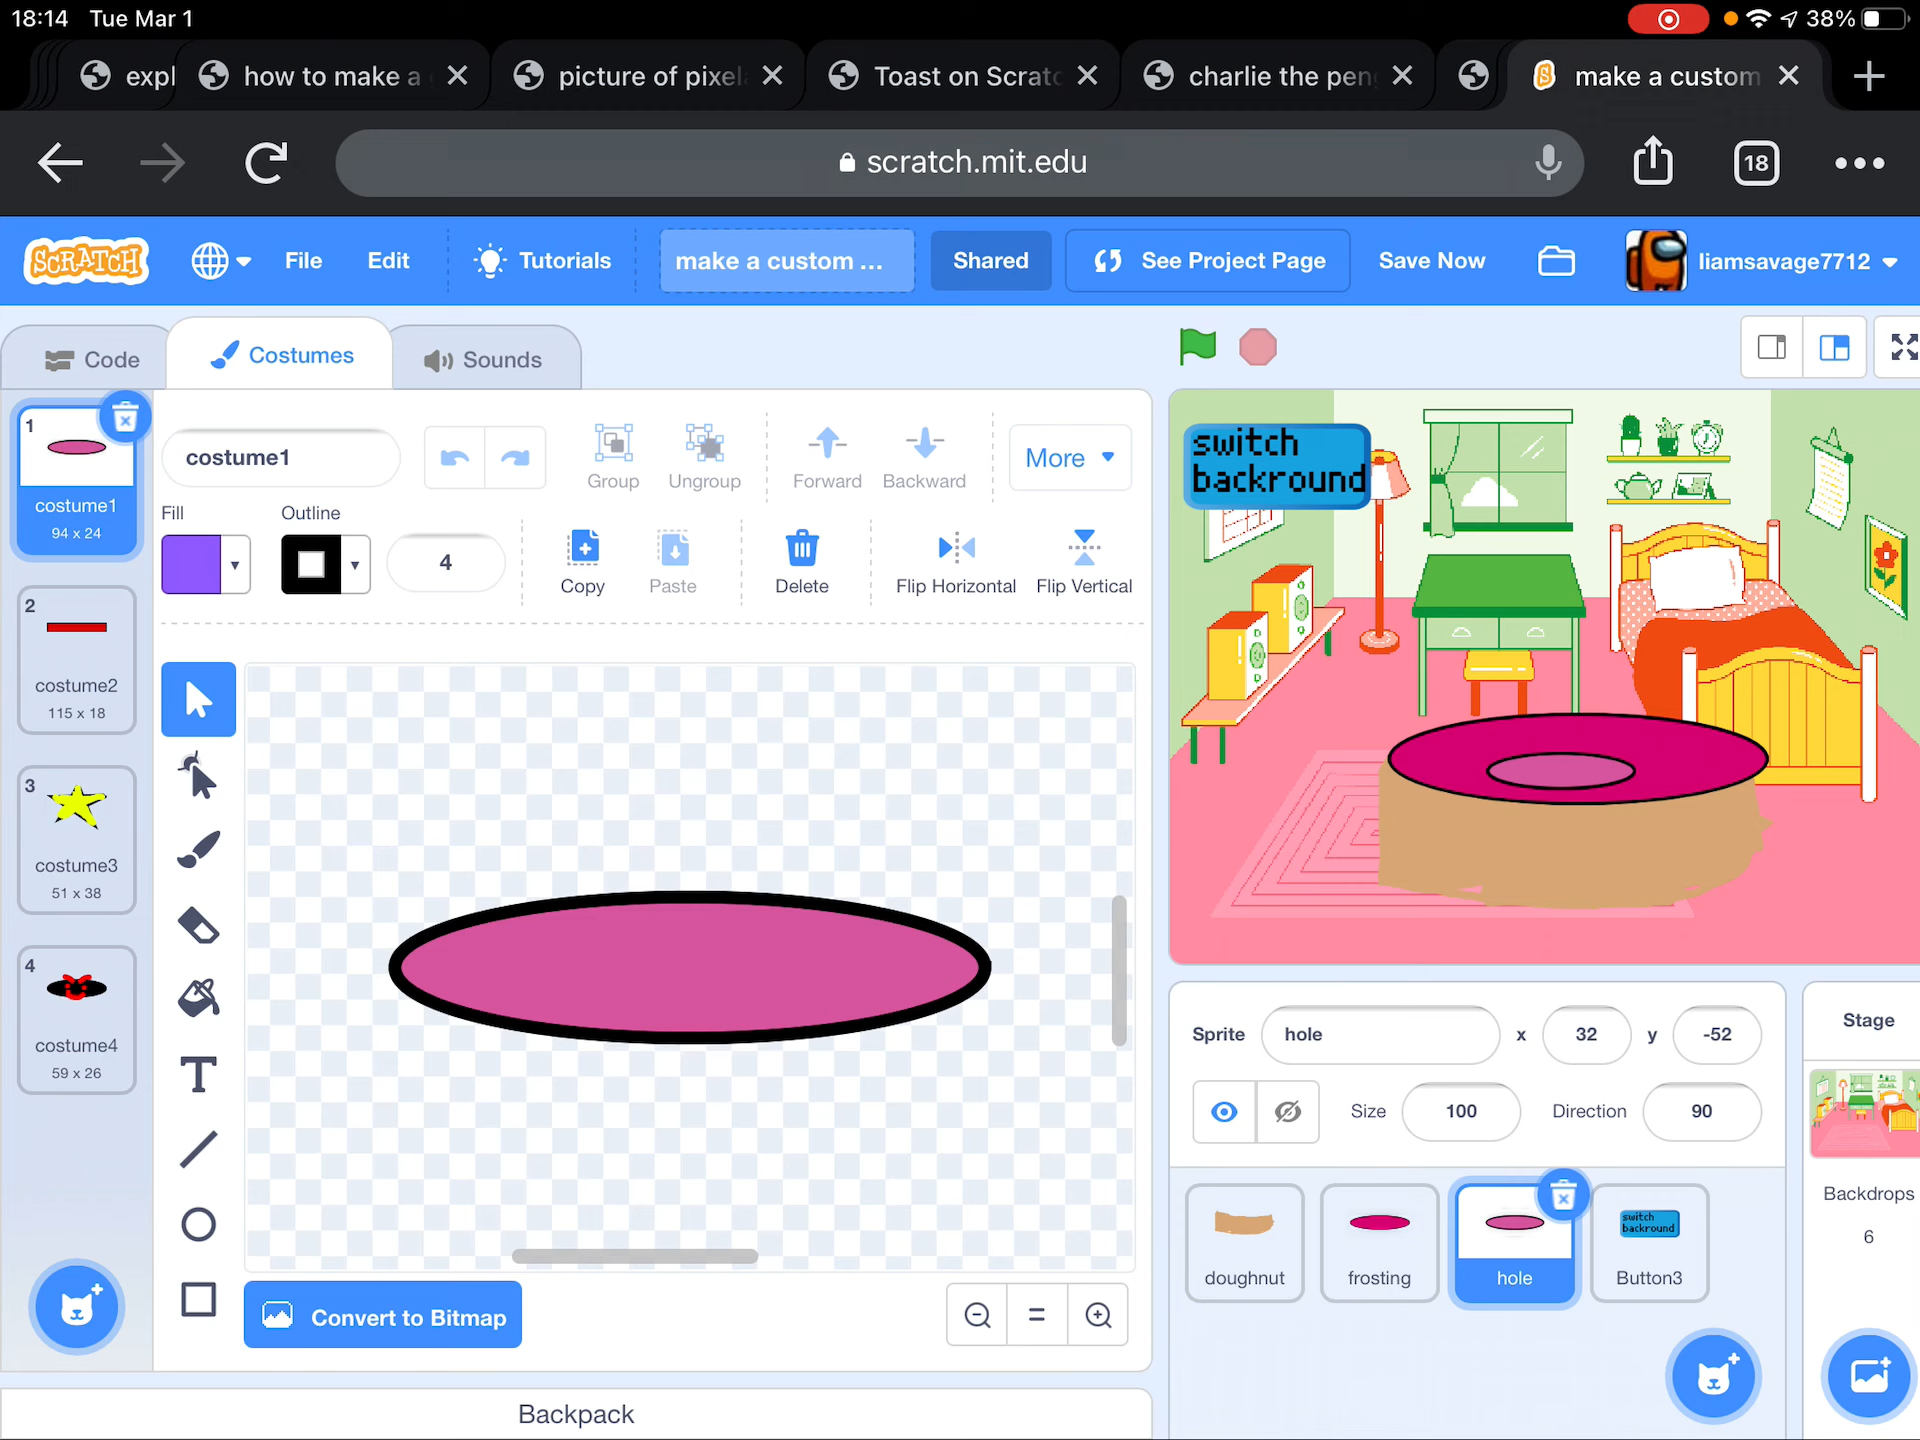 18:14 Tue Mar 1
38%
expl
how to make a
picture of pixel
Toast on Scratc
charlie the pen
make a custom
scratch.mit.edu
18
SCRATCH
File
Edit
Tutorials
make a custom ...
Shared
See Project Page
Save Now
liamsavage7712
Code
Costumes
Sounds
1
costume1
94 x 24
2
costume2
115 x 18
3
costume3
51 x 38
4
costume4
59 x 26
costume1
Group
Ungroup
Forward
Backward
More
Fill
Outline
4
Copy
Paste
Delete
Flip Horizontal
Flip Vertical
T
Convert to Bitmap
=
Backpack
switch
backround
Sprite
hole
x
32
y
-52
Size
100
Direction
90
doughnut
frosting
hole
switch
backround
Button3
Stage
Backdrops
6